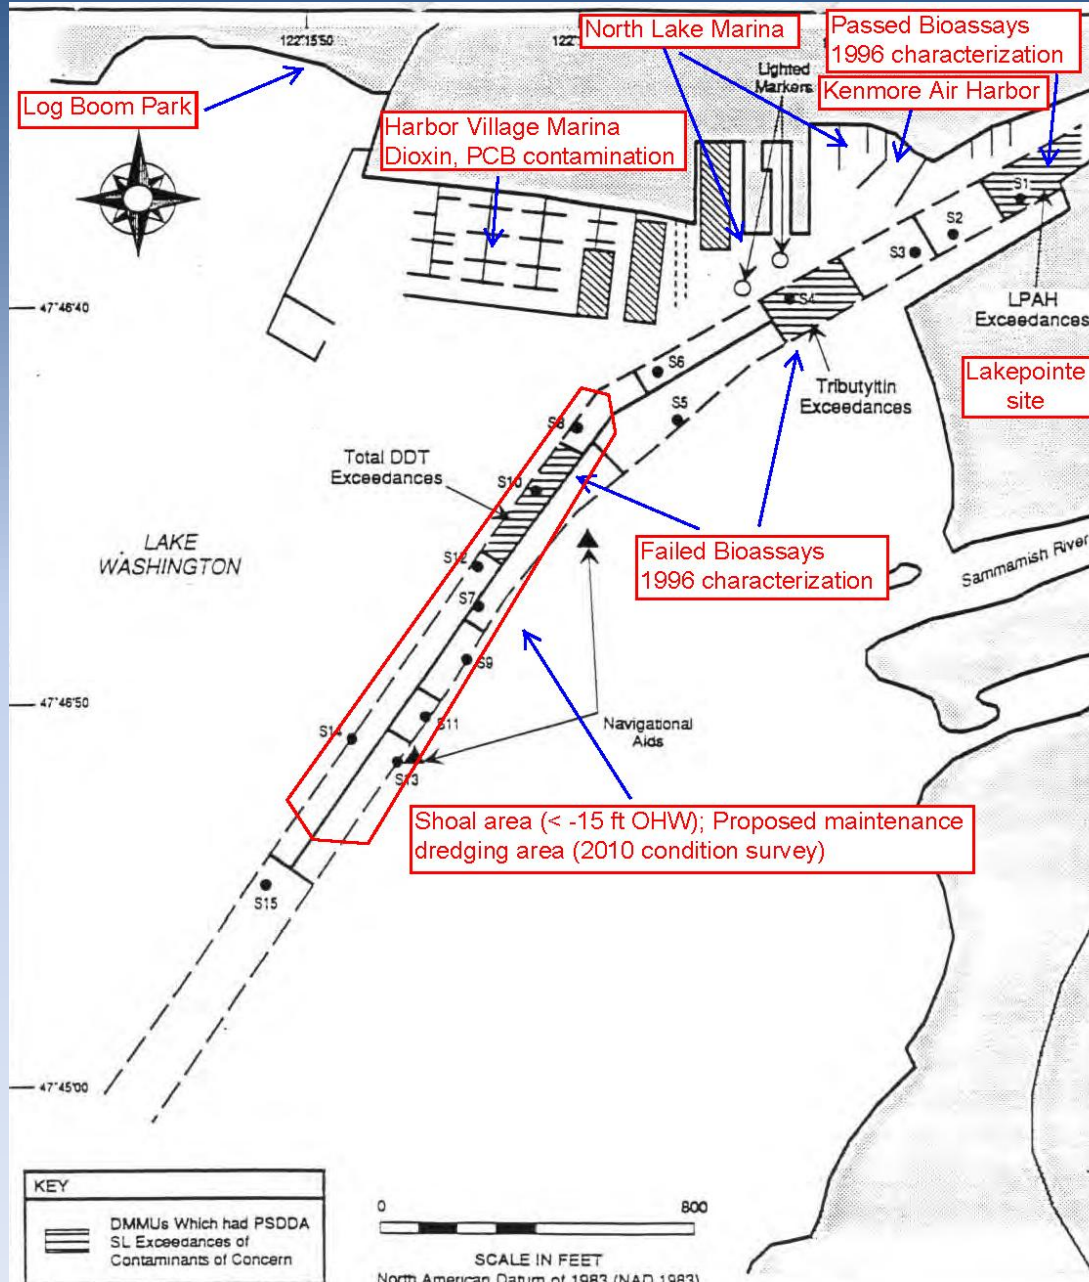 122°15'50
North Lake Marina
Passed Bioassays
1996 characterization
Lighted
Markers
Kenmore Air Harbor
Log Boom Park
Harbor Village Marina
Dioxin, PCB contamination
S1
S2
S3
S4
47°46'40
LPAH
Exceedances
Lakepointe
site
S6
Tributyltin
Exceedances
S5
S8
Total DDT
Exceedances
S10
LAKE
WASHINGTON
S12
Failed Bioassays
1996 characterization
Sammamish River
S7
S9
47°46'50
S11
Navigational
Aids
S14
S13
Shoal area (< -15 ft OHW); Proposed maintenance
dredging area (2010 condition survey)
S15
47°45'00
KEY
DMMUs Which had PSDDA
SL Exceedances of
Contaminants of Concern
0 800
SCALE IN FEET
North American Datum of 1983 (NAD 1983)